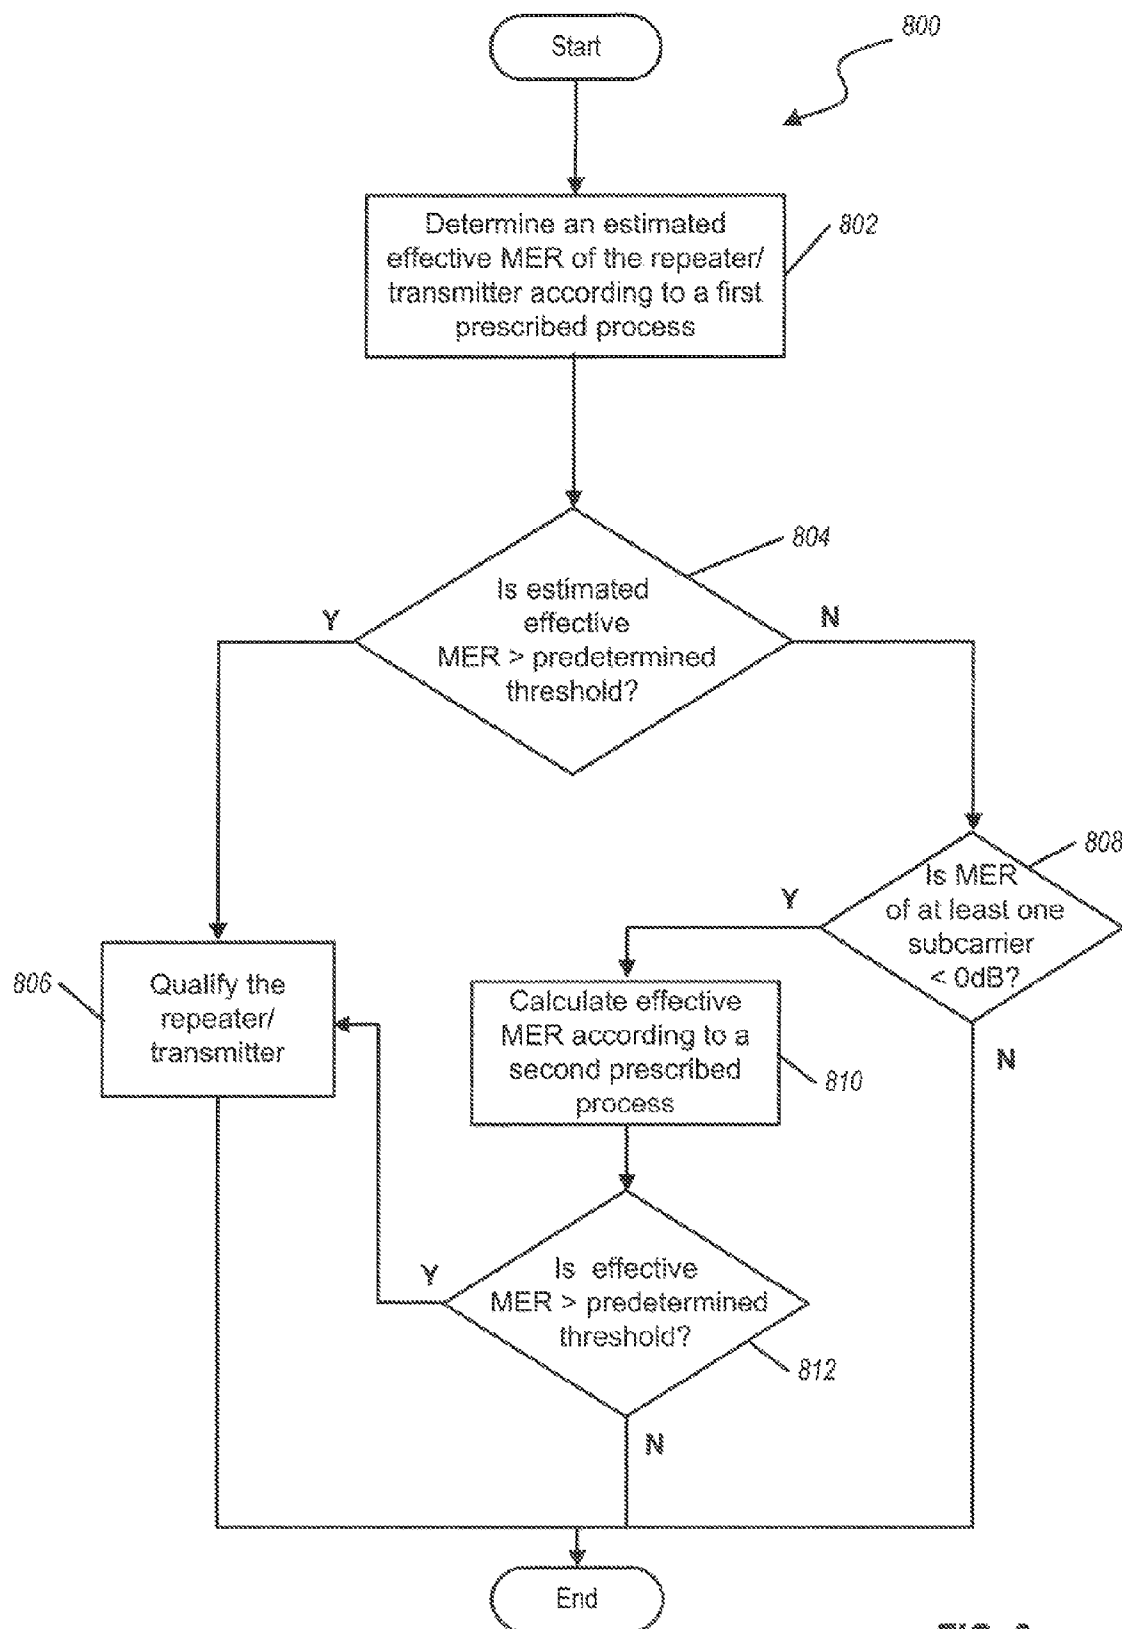 Start
800
Determine an estimated
effective MER of the repeater/
transmitter according to a first
prescribed process
802
804
Is estimated
effective
MER > predetermined
threshold?
Y
N
808
Is MER
of at least one
subcarrier
< 0dB?
Y
N
806
Qualify the
repeater/
transmitter
Calculate effective
MER according to a
second prescribed
process
810
Is effective
MER > predetermined
threshold?
Y
812
N
End